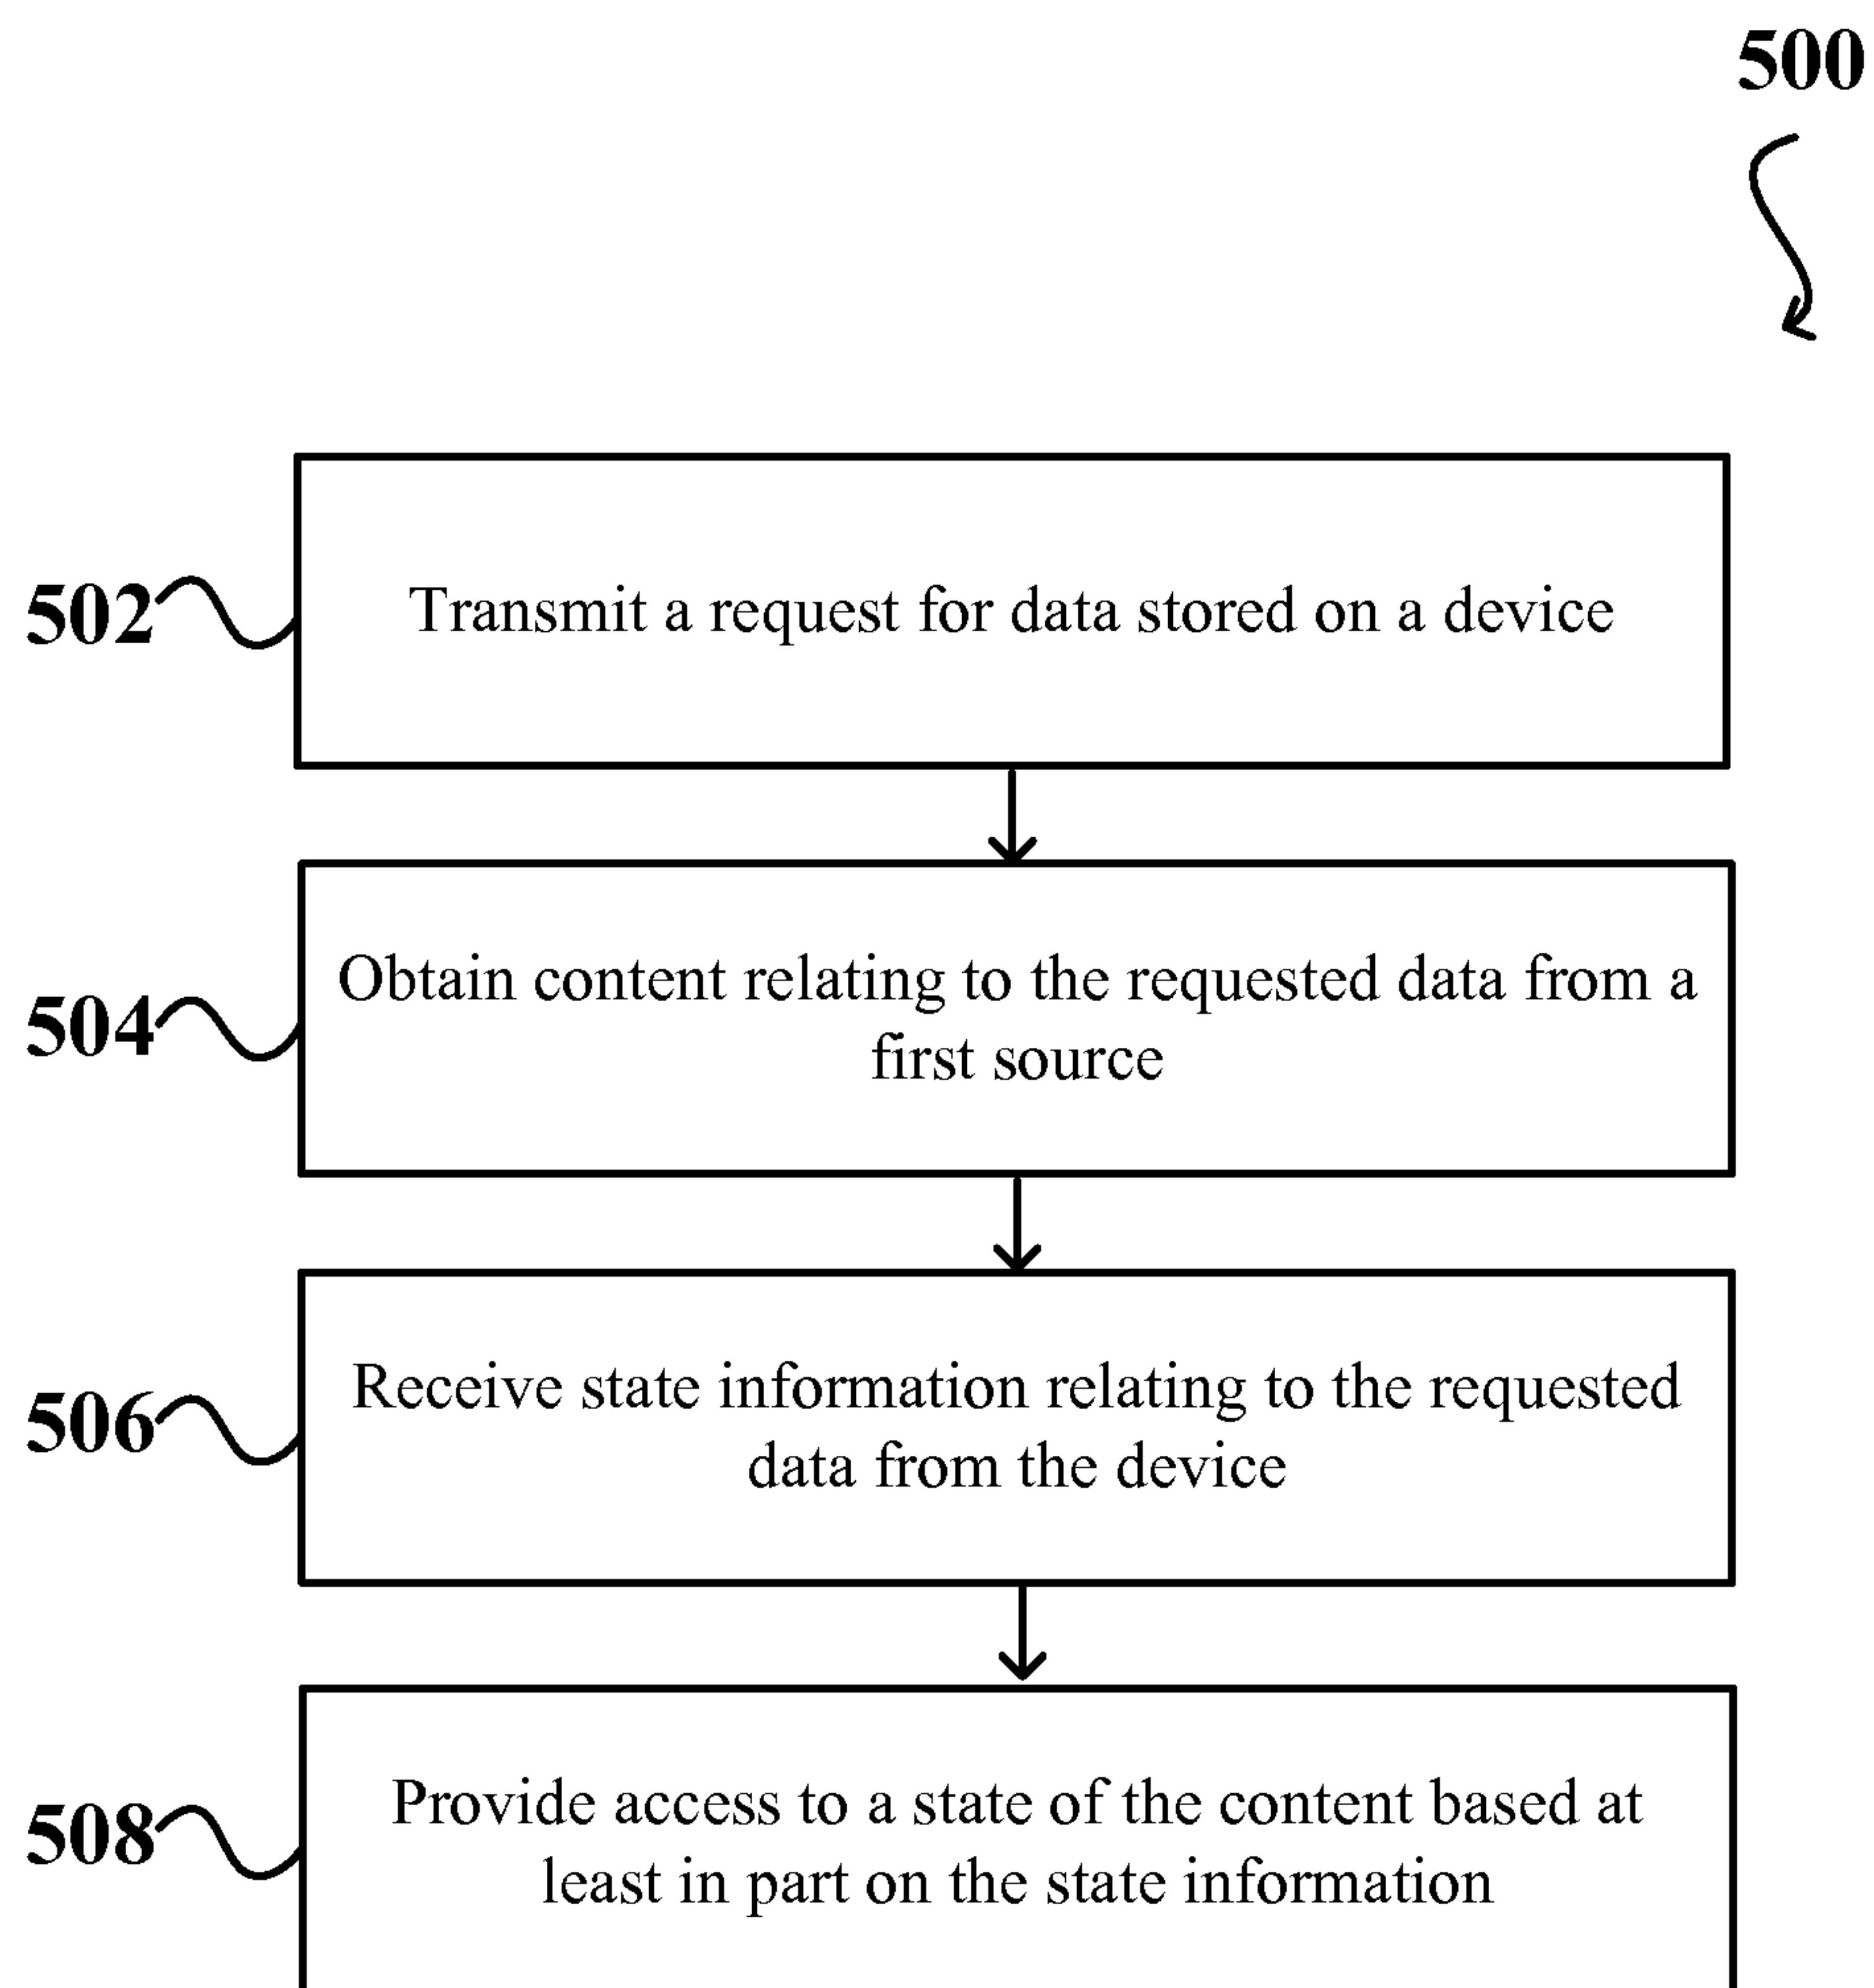 500
502
Transmit a request for data stored on a device
504
Obtain content relating to the requested data from a
first source
506
Receive state information relating to the requested
data from the device
508
Provide access to a state of the content based at
least in part on the state information